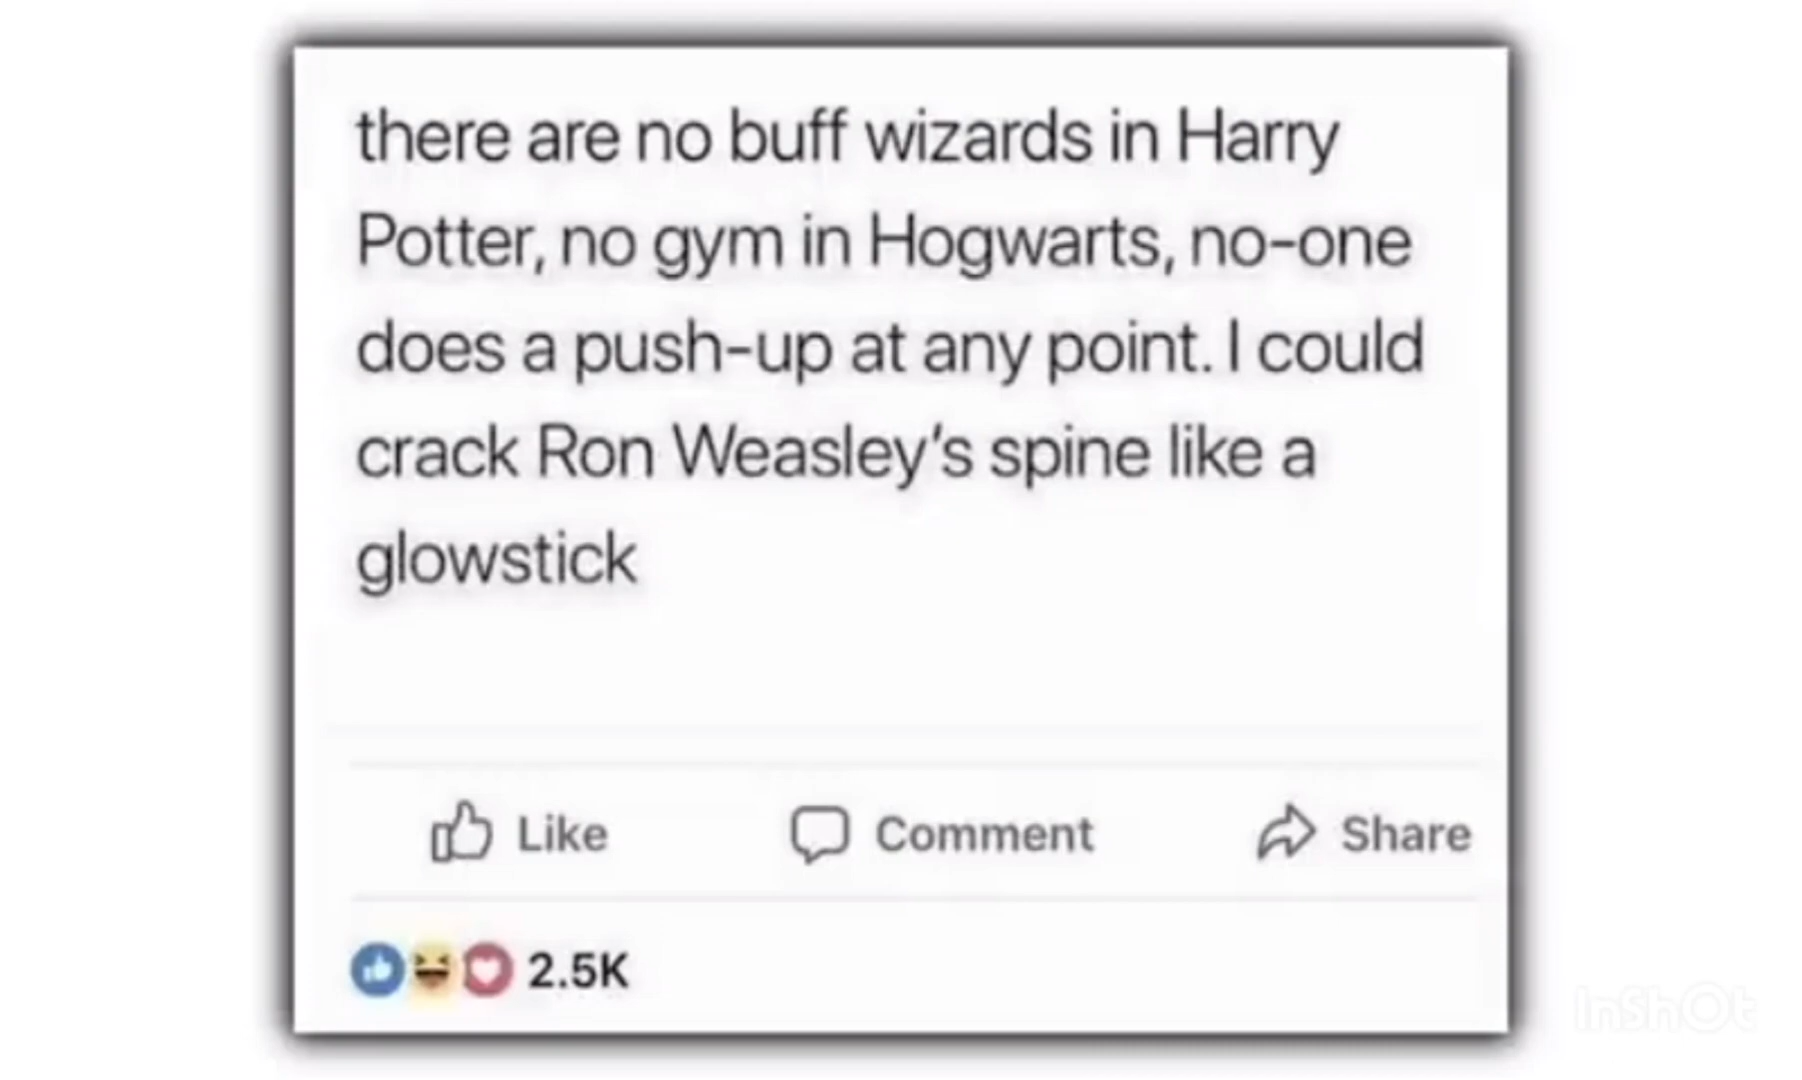 there are no buff wizards in Harry
Potter, no gym in Hogwarts, no-one
does a push-up at any point. I could
crack Ron Weasley's spine like a
glowstick
Like Comment Share
2.5K
InShOt